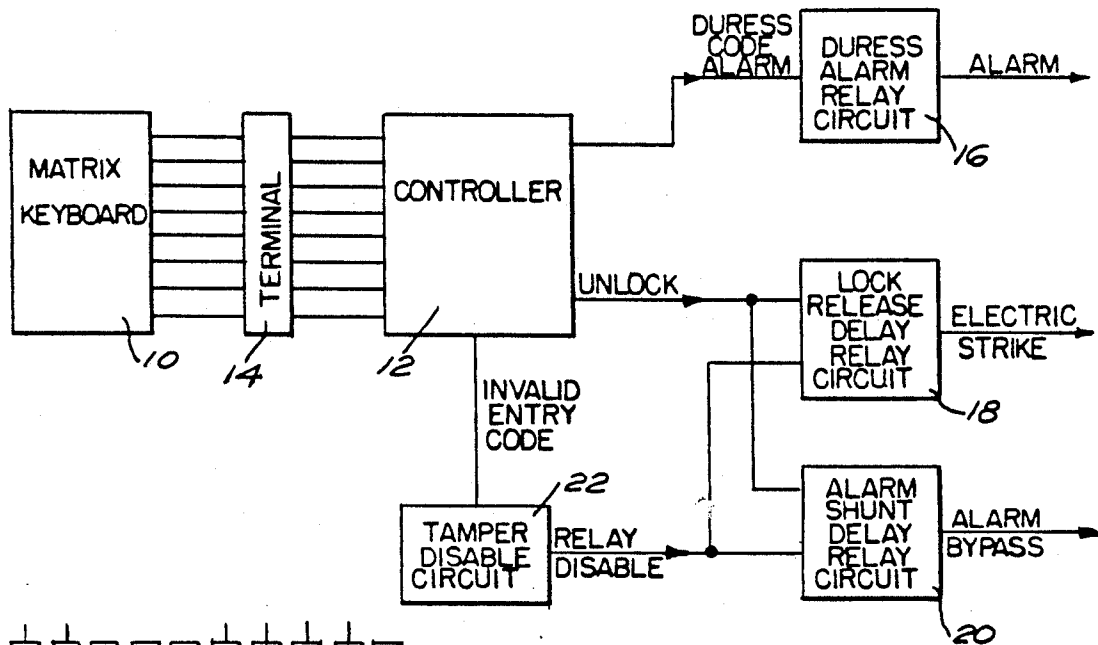 DURESS
CODE
ALARM
DURESS
ALARM
RELAY
CIRCUIT
16
ALARM
MATRIX
KEYBOARD
10
TERMINAL
14
CONTROLLER
12
UNLOCK
LOCK
RELEASE
DELAY
RELAY
CIRCUIT
18
ELECTRIC
STRIKE
INVALID
ENTRY
CODE
22
TAMPER
DISABLE
CIRCUIT
RELAY
DISABLE
ALARM
SHUNT
DELAY
RELAY
CIRCUIT
20
ALARM
BYPASS